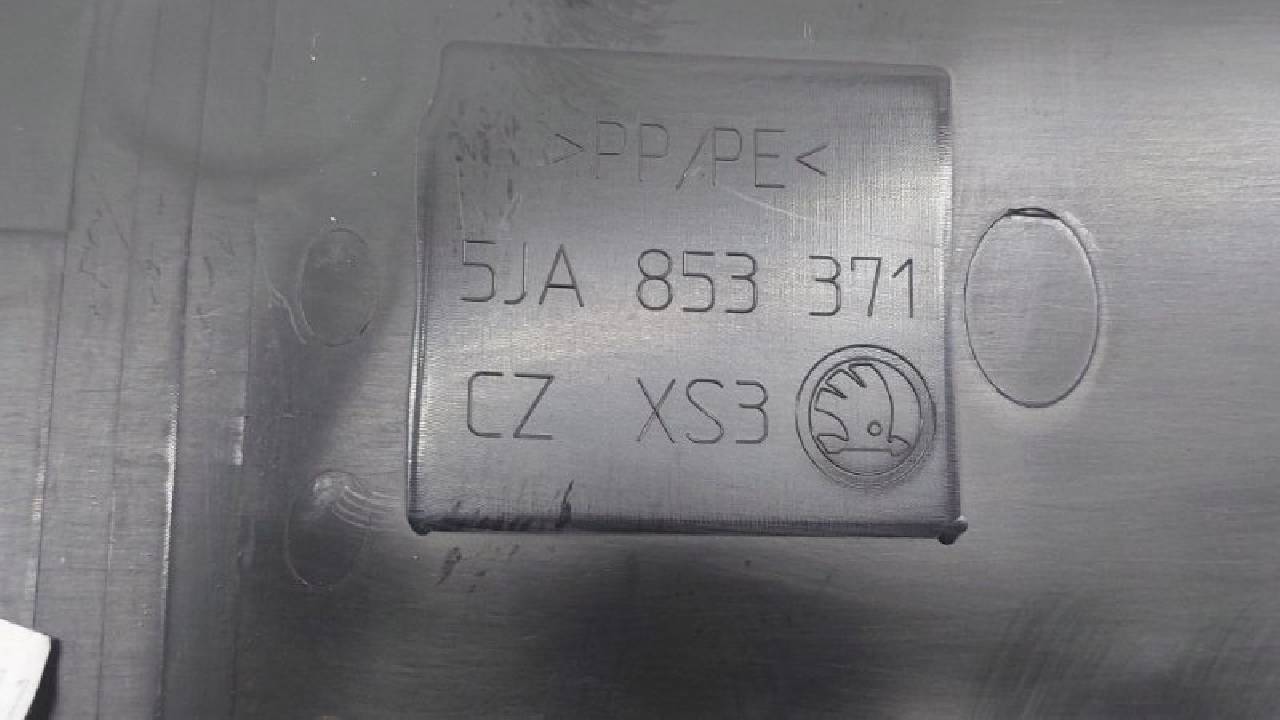 >PP/PE<
5JA 853 371
CZ XS3